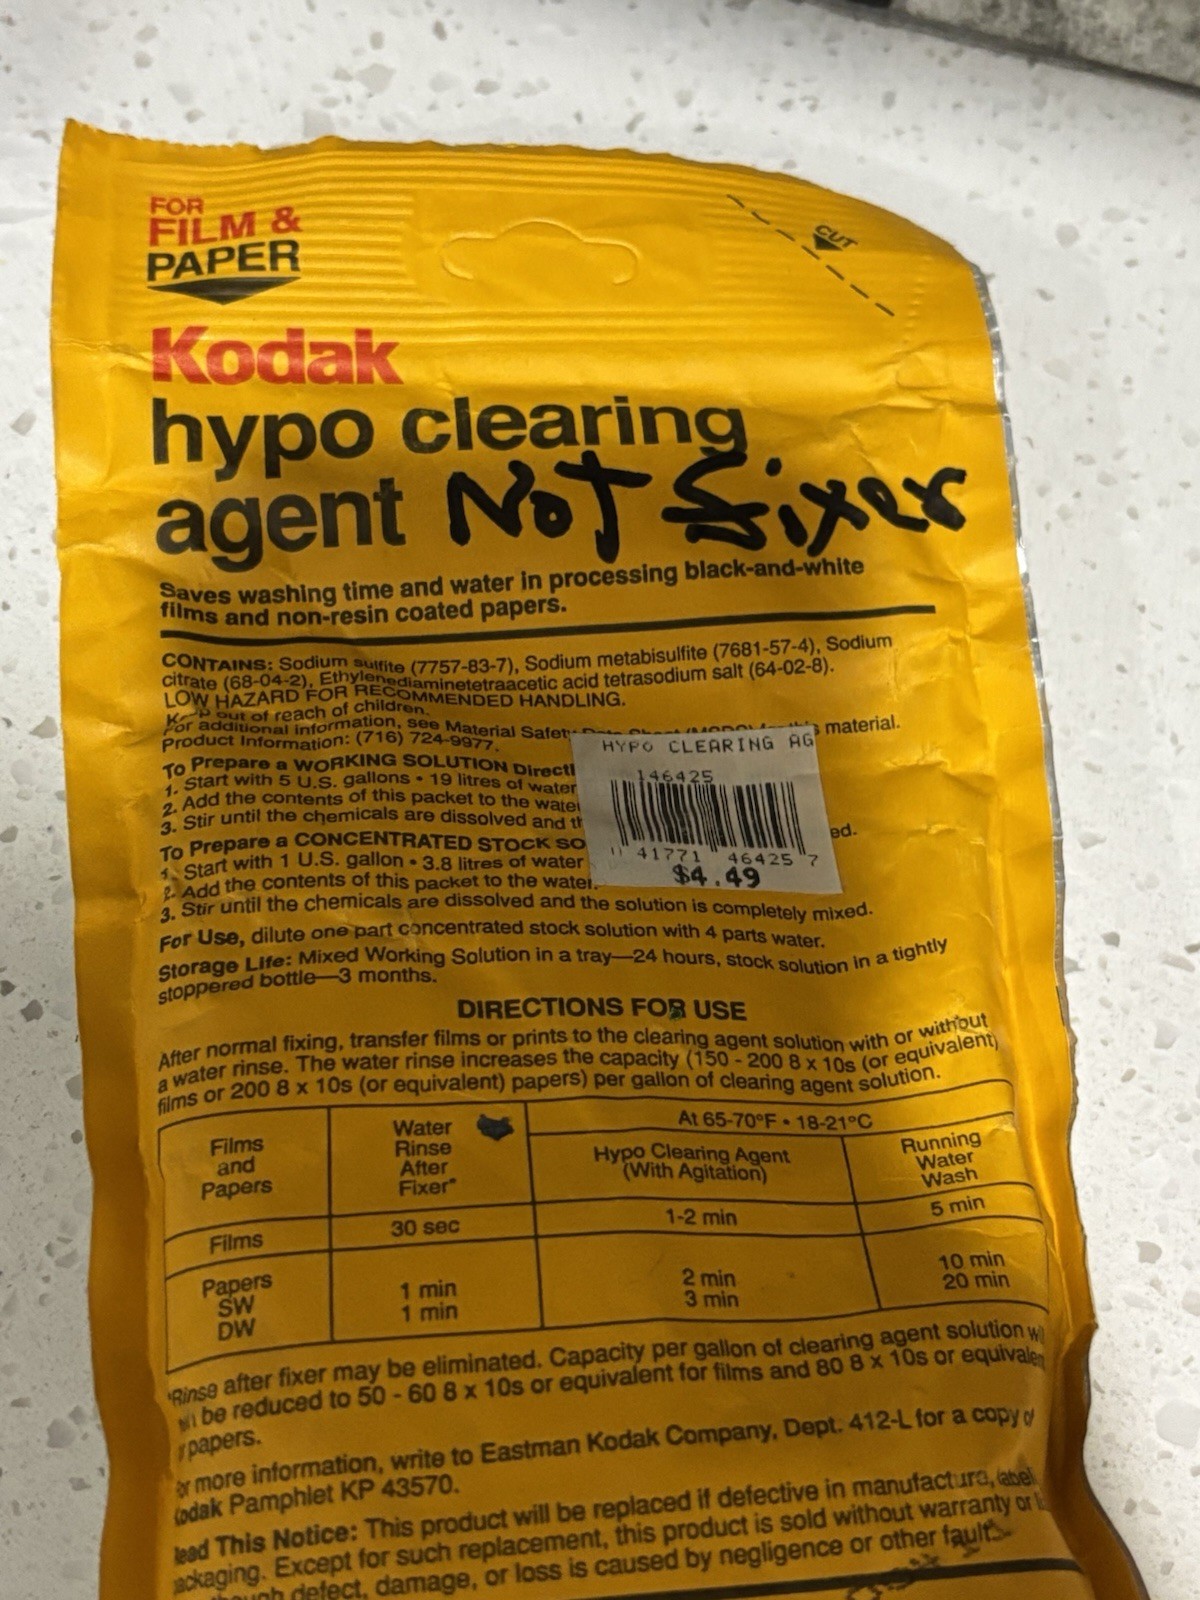 FOR
FILM &
PAPER
CUT
Kodak
hypo clearing
agent Not fixer
Saves washing time and water in processing black-and-white
films and non-resin coated papers.
CONTAINS: Sodium sulfite (7757-83-7), Sodium metabisulfite (7681-57-4), Sodium
citrate (68-04-2), Ethylenediaminetetraacetic acid tetrasodium salt (64-02-8).
LOW HAZARD FOR RECOMMENDED HANDLING.
Keep out of reach of children.
For additional information, see Material Safety material.
Product Information: (716) 724-9977.
To Prepare a WORKING SOLUTION
1. Start with 5 U.S. gallons • 19 litres of water
2. Add the contents of this packet to the water
3. Stir until the chemicals are dissolved and
To Prepare a CONCENTRATED STOCK
1. Start with 1 U.S. gallon • 3.8 litres of water
2. Add the contents of this packet to the water.
3. Stir until the chemicals are dissolved and the solution is completely mixed.
HYPO CLEARING AG
146425
41771 46425 7
$4.49
For Use, dilute one part concentrated stock solution with 4 parts water.
Storage Life: Mixed Working Solution in a tray—24 hours, stock solution in a tightly
stoppered bottle—3 months.
DIRECTIONS FOR USE
After normal fixing, transfer films or prints to the clearing agent solution with or without
a water rinse. The water rinse increases the capacity (150 - 200 8 x 10s (or equivalent)
films or 200 8 x 10s (or equivalent) papers) per gallon of clearing agent solution.
Films and Papers
Water Rinse After Fixer*
At 65-70°F • 18-21°C
Hypo Clearing Agent (With Agitation)
Running Water Wash
Films 30 sec 1-2 min 5 min
Papers
SW 1 min 2 min 10 min
DW 1 min 3 min 20 min
*Rinse after fixer may be eliminated. Capacity per gallon of clearing agent solution
will be reduced to 50 - 60 8 x 10s or equivalent for films and 80 8 x 10s or equivalent
papers.
For more information, write to Eastman Kodak Company, Dept. 412-L for a copy of
Kodak Pamphlet KP 43570.
Read This Notice: This product will be replaced if defective in manufacture, label
packaging. Except for such replacement, this product is sold without warranty or
defect, damage, or loss is caused by negligence or other fault.